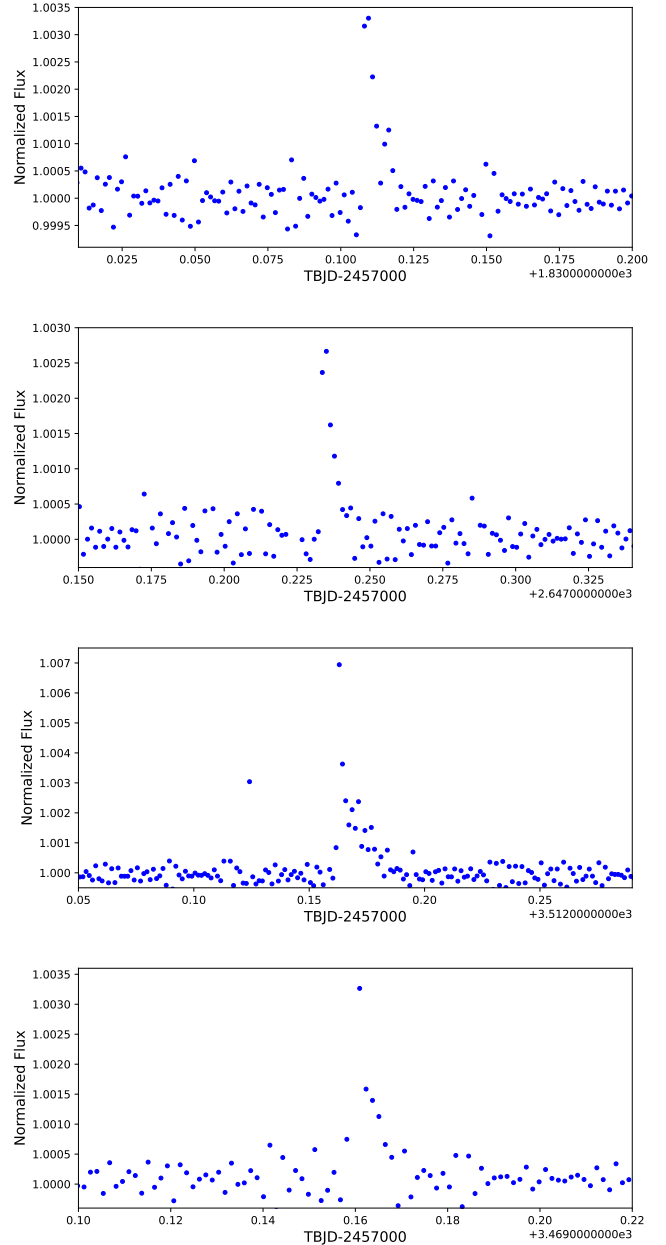 1.0035
1.0030
1.0025
1.0020
1.0015
1.0010
1.0005
1.0000
0.9995
Normalized Flux
0.025 0.050 0.075 0.100 0.125 0.150 0.175 0.200
TBJD-2457000
+1.8300000000e3
1.0030
1.0025
1.0020
1.0015
1.0010
1.0005
1.0000
Normalized Flux
0.150 0.175 0.200 0.225 0.250 0.275 0.300 0.325
TBJD-2457000
+2.6470000000e3
1.007
1.006
1.005
1.004
1.003
1.002
1.001
1.000
Normalized Flux
0.05 0.10 0.15 0.20 0.25
TBJD-2457000
+3.5120000000e3
1.0035
1.0030
1.0025
1.0020
1.0015
1.0010
1.0005
1.0000
Normalized Flux
0.10 0.12 0.14 0.16 0.18 0.20 0.22
TBJD-2457000
+3.4690000000e3